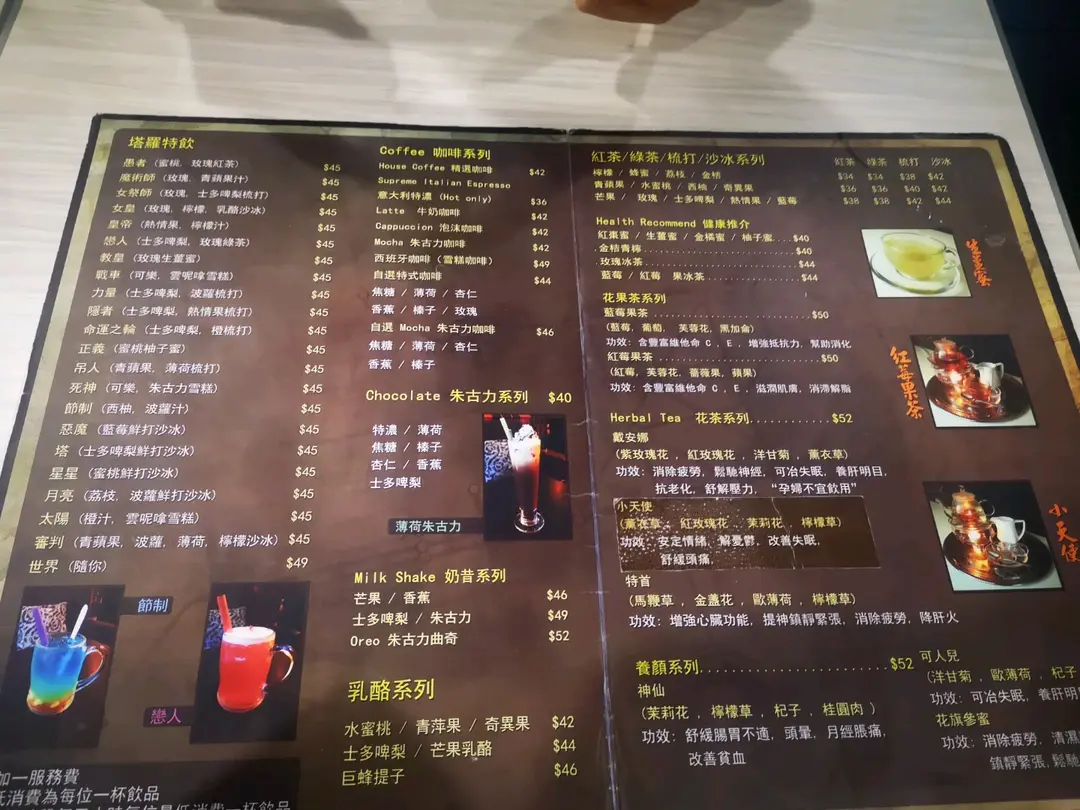 塔羅特飲
愚者 (蜜桃, 玫瑰紅茶) $45
魔術師 (玫瑰, 青蘋果汁) $45
女祭師 (玫瑰, 士多啤梨梳打) $45
女皇 (玫瑰, 檸檬, 乳酪沙冰) $45
皇帝 (熱情果, 檸檬汁) $45
戀人 (士多啤梨, 玫瑰綠茶) $45
教皇 (玫瑰生薑蜜) $45
戰車 (可樂, 雲呢拿雪糕) $45
力量 (士多啤梨, 波蘿梳打) $45
隱者 (士多啤梨, 熱情果梳打) $45
命運之輪 (士多啤梨, 橙梳打) $45
正義 (蜜桃柚子蜜) $45
吊人 (青蘋果, 薄荷梳打) $45
死神 (可樂, 朱古力雪糕) $45
節制 (西柚, 波蘿汁) $45
惡魔 (藍莓鮮打沙冰) $45
塔 (士多啤梨鮮打沙冰) $45
星星 (蜜桃鮮打沙冰) $45
月亮 (荔枝, 波蘿鮮打沙冰) $45
太陽 (橙汁, 雲呢拿雪糕) $45
審判 (青蘋果, 波蘿, 薄荷, 檸檬沙冰) $45
世界 (隨你) $49
節制
戀人
加一服務費
低消費為每位一杯飲品
Coffee 咖啡系列
House Coffee 精選咖啡 $42
Supreme Italian Espresso
意大利特濃 (Hot only) $36
Latte 牛奶咖啡 $42
Cappuccion 泡沫咖啡 $42
Mocha 朱古力咖啡 $42
西班牙咖啡 (雪糕咖啡) $49
自選特式咖啡 $44
焦糖 / 薄荷 / 杏仁
香蕉 / 榛子 / 玫瑰
自選 Mocha 朱古力咖啡 $46
焦糖 / 薄荷 / 杏仁
香蕉 / 榛子
Chocolate 朱古力系列 $40
特濃 / 薄荷
焦糖 / 榛子
杏仁 / 香蕉
士多啤梨
薄荷朱古力
Milk Shake 奶昔系列
芒果 / 香蕉 $46
士多啤梨 / 朱古力 $49
Oreo 朱古力曲奇 $52
乳酪系列
水蜜桃 / 青萍果 / 奇異果 $42
士多啤梨 / 芒果乳酪 $44
巨蜂提子 $46
紅茶/綠茶/梳打/沙冰系列 紅茶 綠茶 梳打 沙冰
檸檬 / 蜂蜜 / 荔枝 / 金桔 $34 $34 $38 $42
青蘋果 / 水蜜桃 / 西柚 / 奇異果 $36 $36 $40 $42
芒果 / 玫瑰 / 士多啤梨 / 熱情果 / 藍莓 $38 $38 $42 $44
Health Recommend 健康推介
紅棗蜜 / 生薑蜜 / 金橘蜜 / 柚子蜜...$40
金桔青檸...$40
玫瑰冰茶...$44
藍莓 / 紅莓 果冰茶...$44
生薑蜜
花果茶系列
藍莓果茶...$50
(藍莓, 葡萄, 芙蓉花, 黑加侖)
功效: 含豐富維他命 C , E , 增強抵抗力, 幫助消化
紅莓果茶...$50
(紅莓, 芙蓉花, 薔薇果, 蘋果)
功效: 含豐富維他命 C , E , 滋潤肌膚, 消滯解脂
紅莓果茶
Herbal Tea 花茶系列...$52
戴安娜
(紫玫瑰花 , 紅玫瑰花 , 洋甘菊 , 薰衣草)
功效: 消除疲勞, 鬆馳神經, 可冶失眠, 養肝明目,
抗老化, 舒解壓力, “孕婦不宜飲用”
小天使
(薰衣草 , 紅玫瑰花 , 茉莉花 , 檸檬草)
功效: 安定情緒, 解憂鬱, 改善失眠,
舒緩頭痛.
小天使
特首
(馬鞭草 , 金盞花 , 歐薄荷 , 檸檬草)
功效: 增強心臟功能, 提神鎮靜緊張, 消除疲勞, 降肝火
養顏系列...$52
神仙
(茉莉花 , 檸檬草 , 杞子 , 桂圓肉 )
功效: 舒緩腸胃不適, 頭暈, 月經脹痛,
改善貧血
可人兒
(洋甘菊 , 歐薄荷 , 杞子
功效: 可冶失眠, 養肝明
花旗參蜜
功效: 消除疲勞, 清濕
鎮靜緊張, 鬆馳